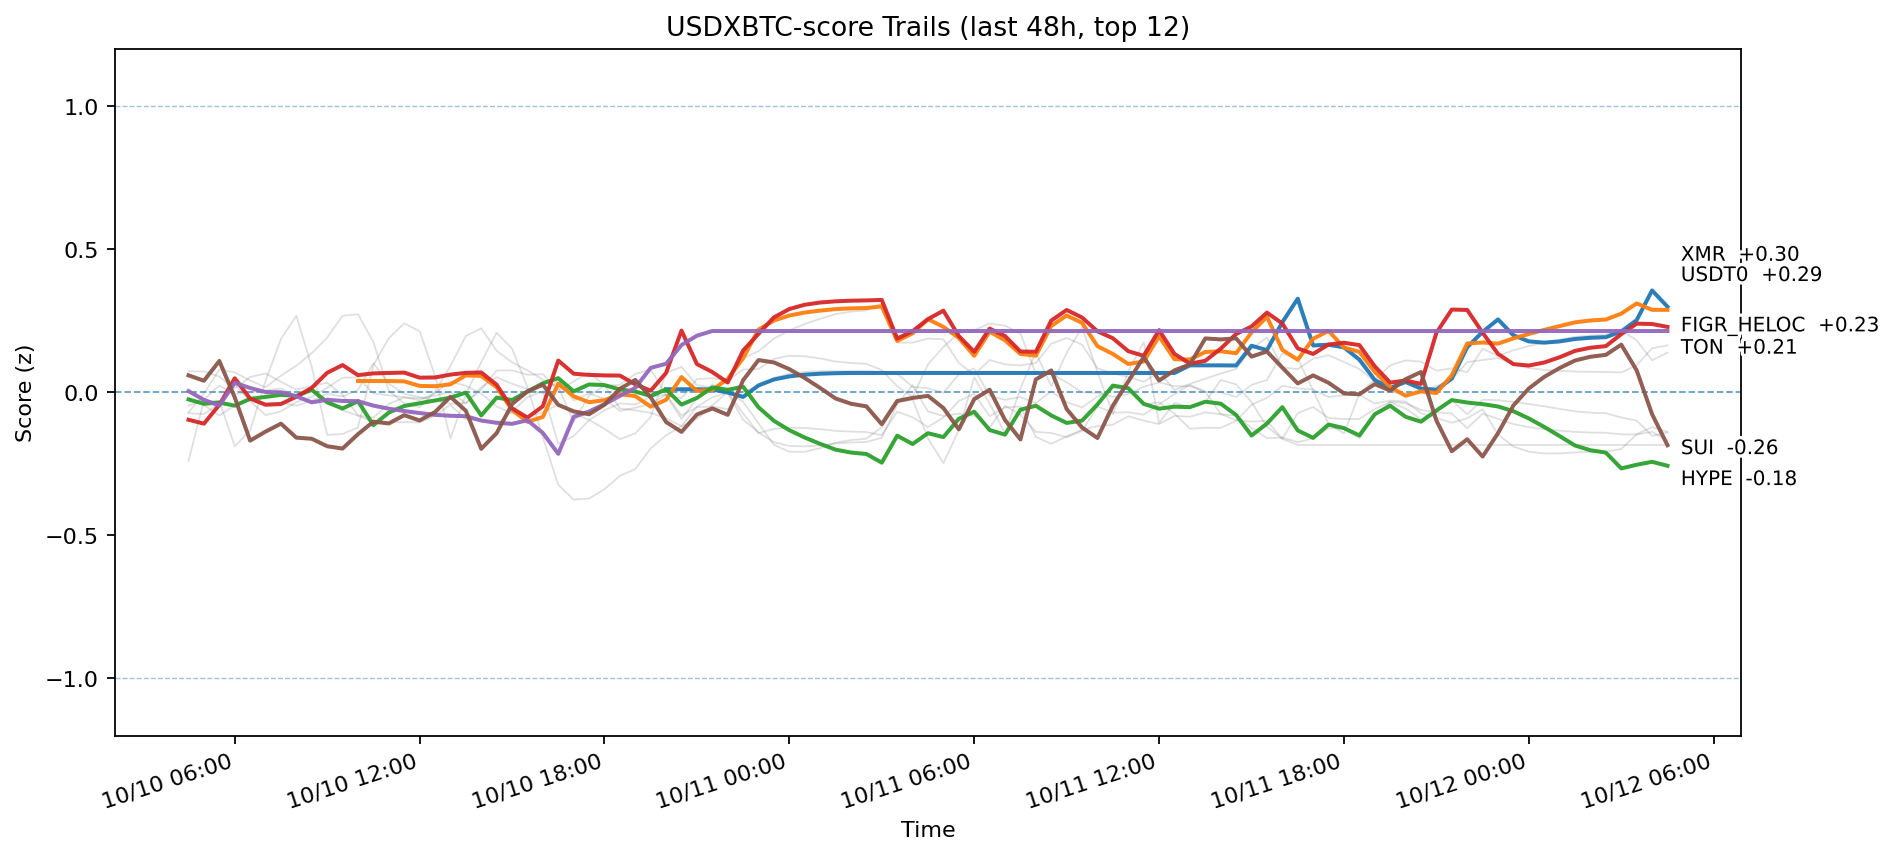 USDXBTC-score Trails (last 48h, top 12)
Score (z)
1.0
0.5
0.0
−0.5
−1.0
XMR +0.30
USDT0 +0.29
FIGR_HELOC +0.23
TON +0.21
SUI -0.26
HYPE -0.18
10/10 06:00
10/10 12:00
10/10 18:00
10/11 00:00
10/11 06:00
10/11 12:00
10/11 18:00
10/12 00:00
10/12 06:00
Time